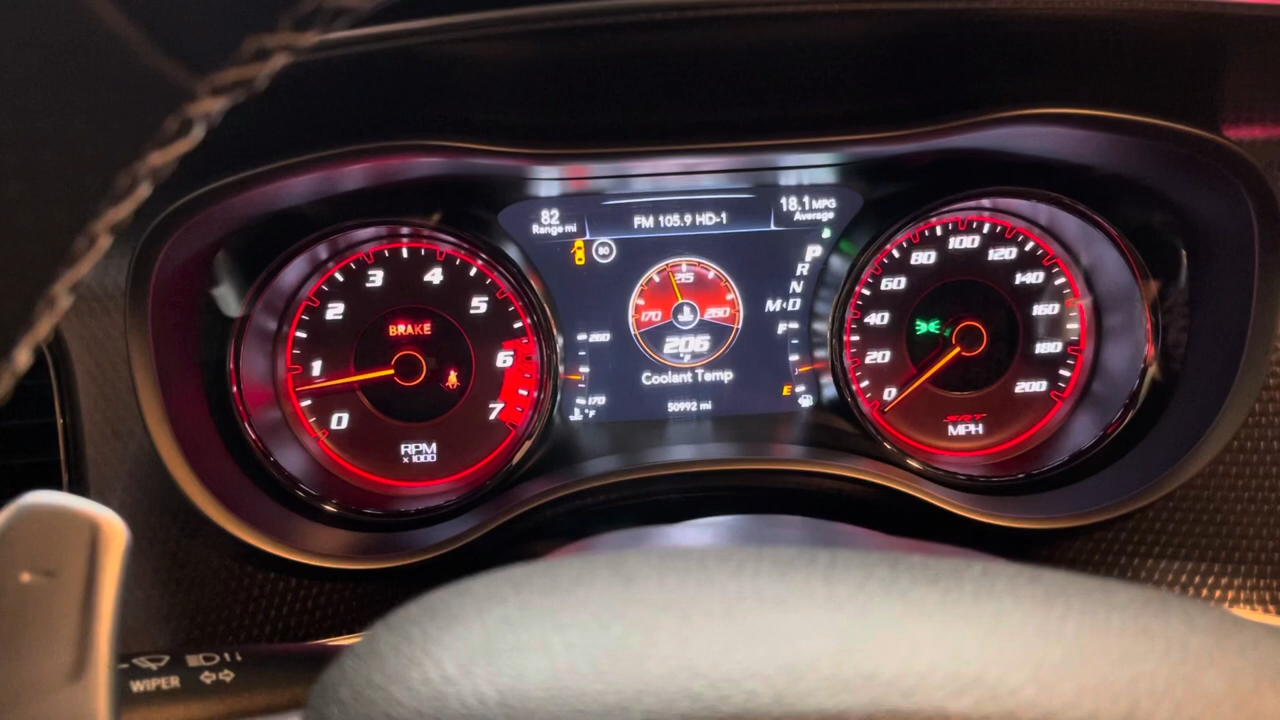 82
Range mi
FM 105.9 HD-1
18.1 MPG
Average
80
P
R
N
M D
0
1
2
3
4
5
6
7
BRAKE
RPM
x 1000
170
215
260
206
°F
Coolant Temp
50992 mi
260
170
°F
F
E
0
20
40
60
80
100
120
140
160
180
200
SRT
MPH
WIPER